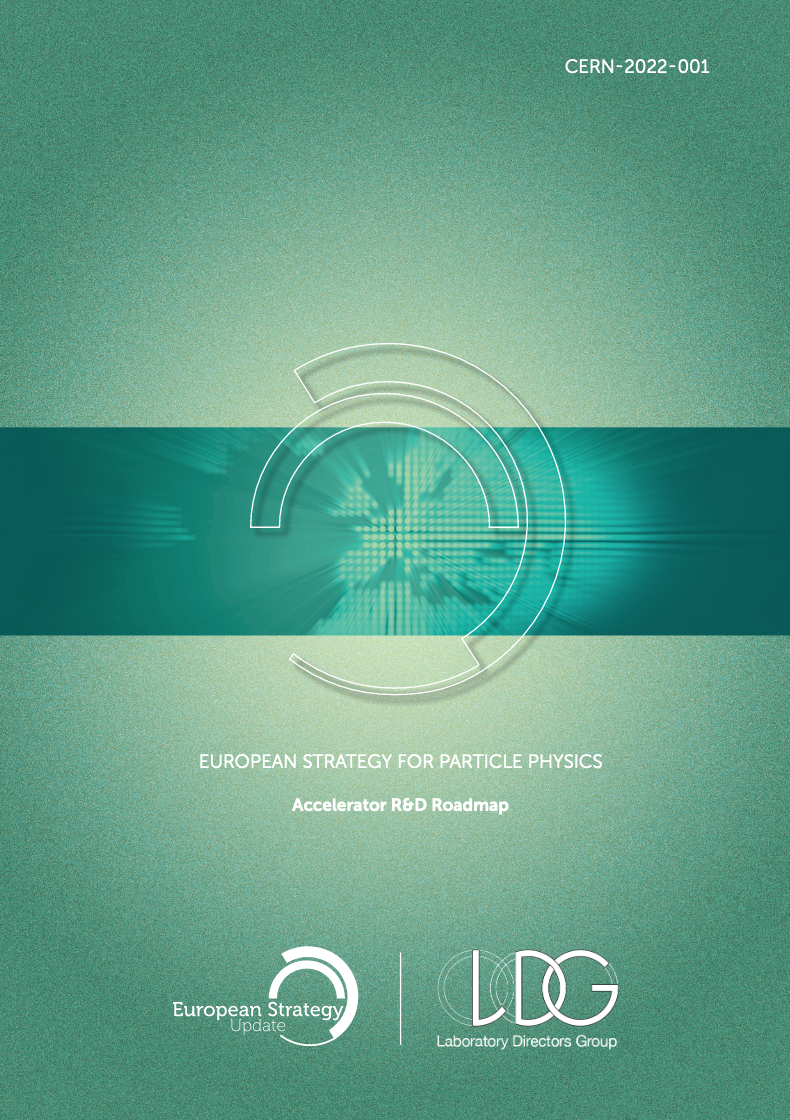 CERN-2022-001
EUROPEAN STRATEGY FOR PARTICLE PHYSICS
Accelerator R&D Roadmap
European Strategy
Update
LDG
Laboratory Directors Group